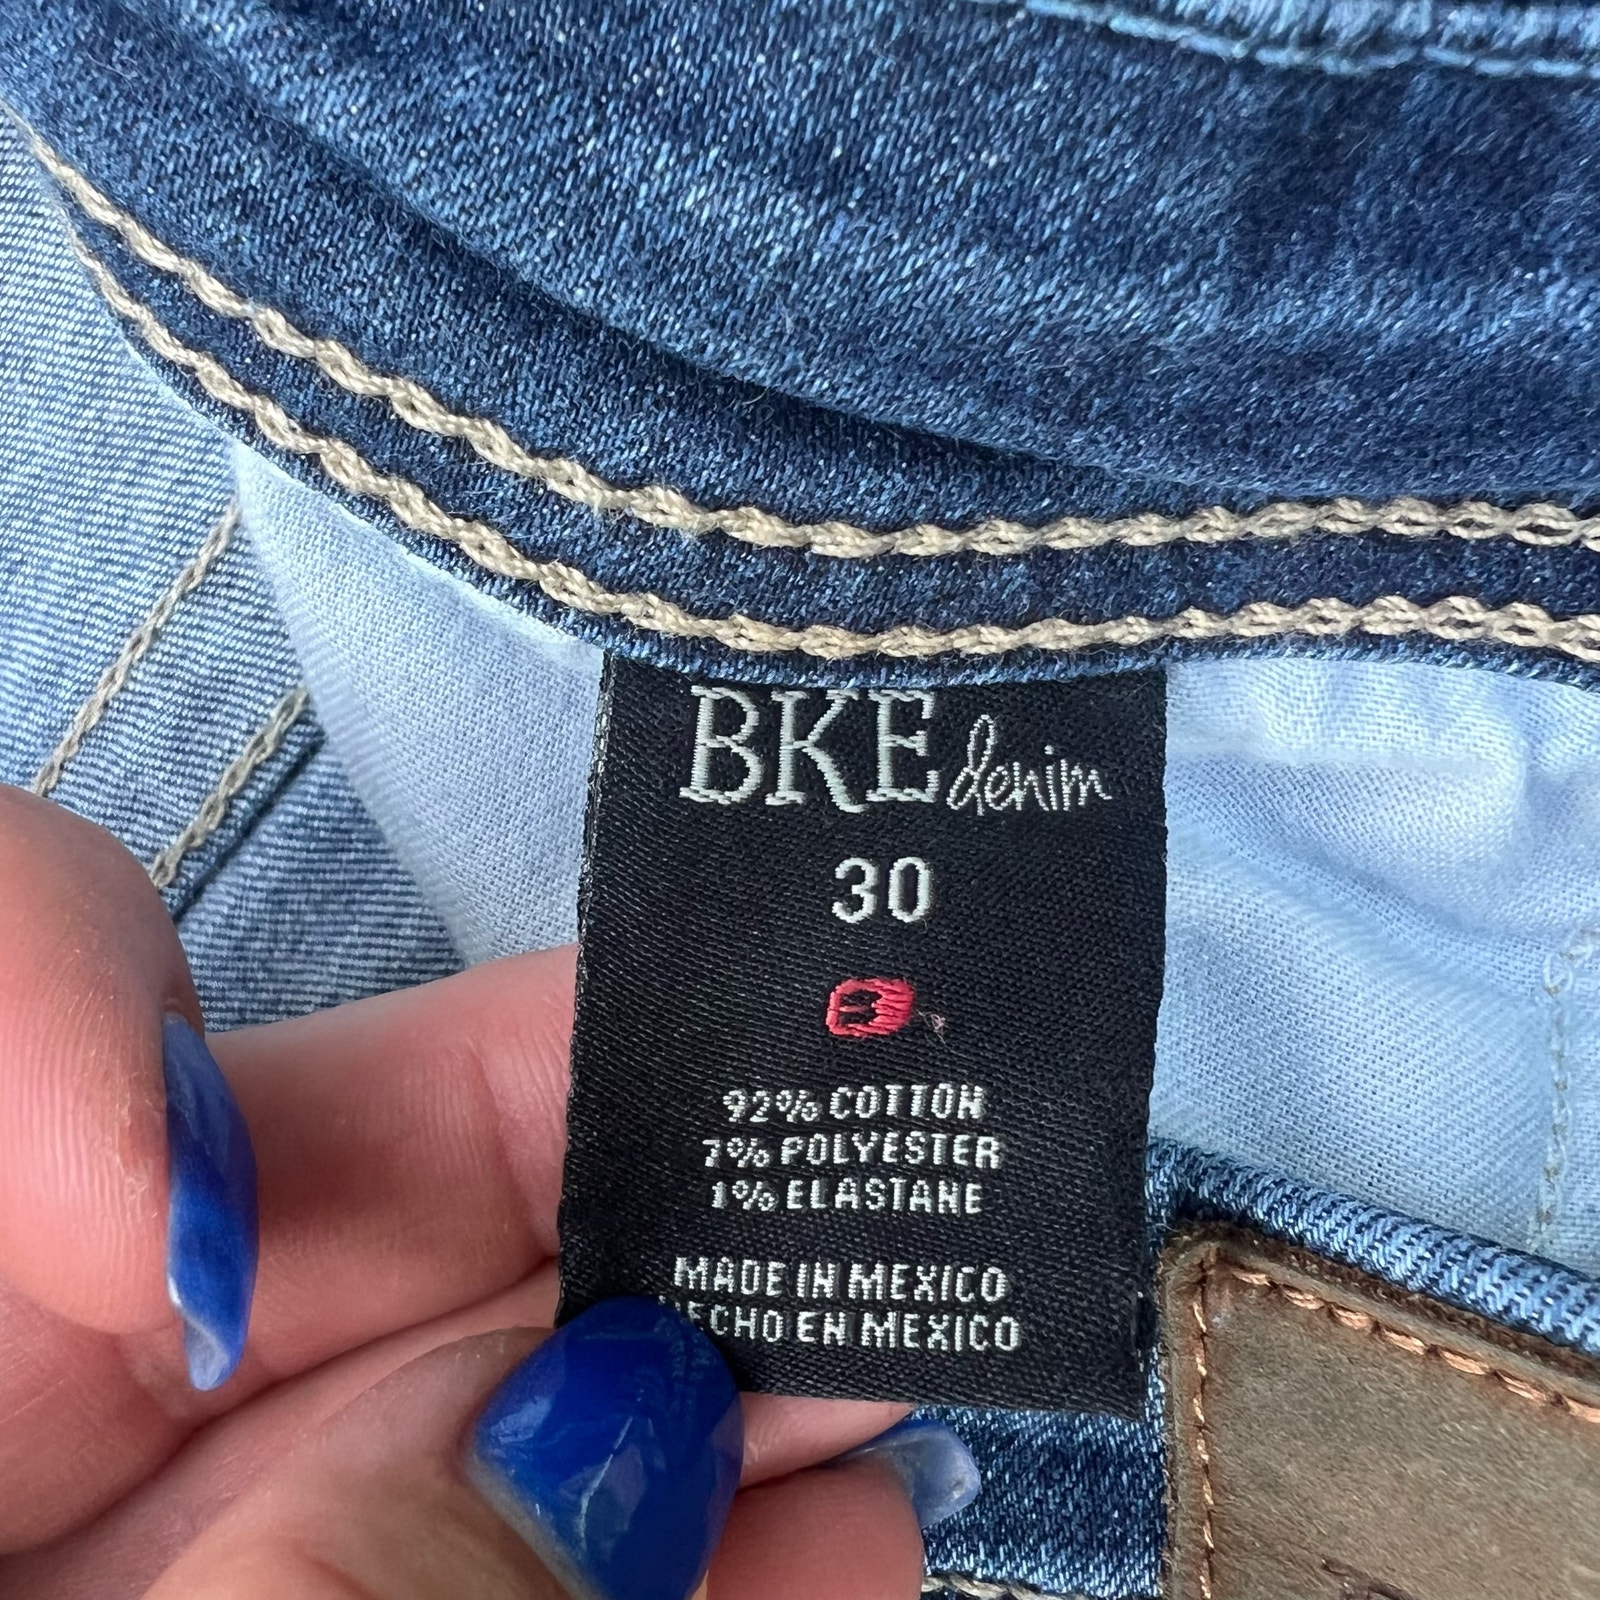 BKE denim
30
B
92% COTTON
7% POLYESTER
1% ELASTANE
MADE IN MEXICO
HECHO EN MEXICO